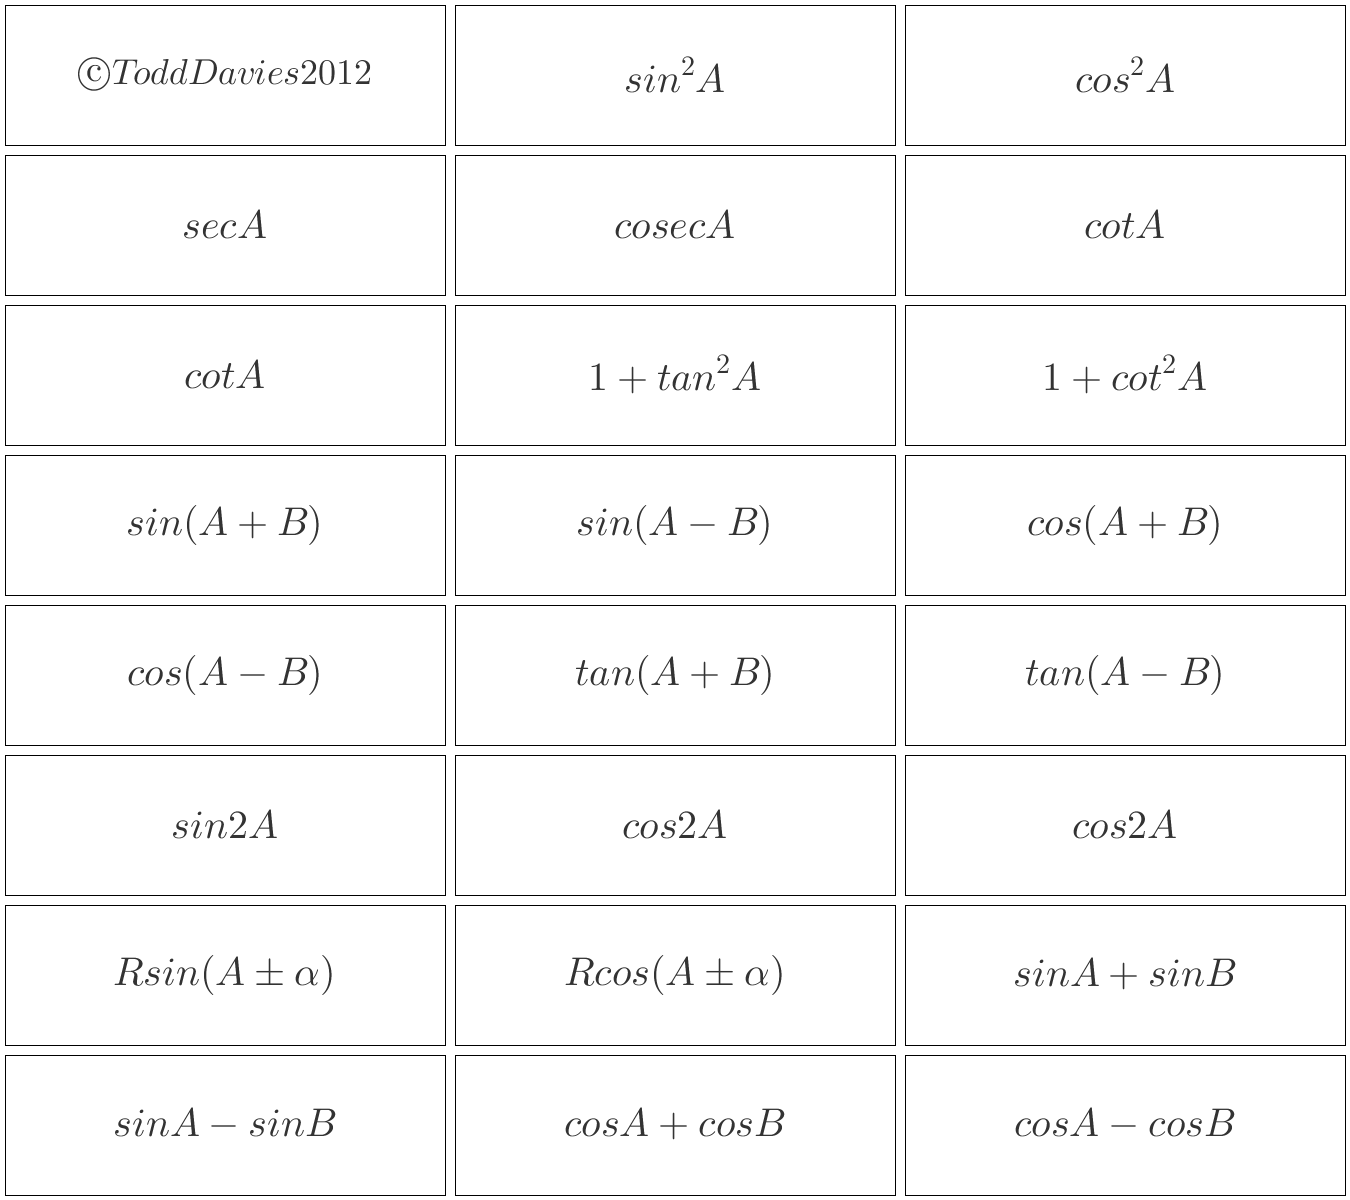 ©ToddDavies2012
sin²A
cos²A
secA
cosecA
cotA
cotA
1 + tan²A
1 + cot²A
sin(A + B)
sin(A − B)
cos(A + B)
cos(A − B)
tan(A + B)
tan(A − B)
sin2A
cos2A
cos2A
Rsin(A ± α)
Rcos(A ± α)
sinA + sinB
sinA − sinB
cosA + cosB
cosA − cosB